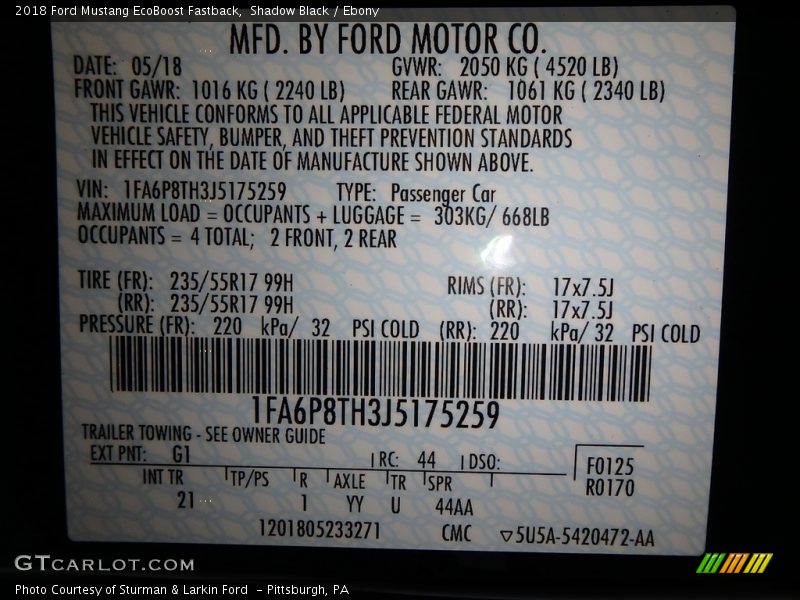 2018 Ford Mustang EcoBoost Fastback, Shadow Black / Ebony
MFD. BY FORD MOTOR CO.
DATE: 05/18 GVWR: 2050 KG ( 4520 LB)
FRONT GAWR: 1016 KG ( 2240 LB) REAR GAWR: 1061 KG ( 2340 LB)
THIS VEHICLE CONFORMS TO ALL APPLICABLE FEDERAL MOTOR
VEHICLE SAFETY, BUMPER, AND THEFT PREVENTION STANDARDS
IN EFFECT ON THE DATE OF MANUFACTURE SHOWN ABOVE.
VIN: 1FA6P8TH3J5175259 TYPE: Passenger Car
MAXIMUM LOAD = OCCUPANTS + LUGGAGE = 303KG/ 668LB
OCCUPANTS = 4 TOTAL; 2 FRONT, 2 REAR
TIRE (FR): 235/55R17 99H RIMS (FR): 17x7.5J
(RR): 235/55R17 99H (RR): 17x7.5J
PRESSURE (FR): 220 kPa/ 32 PSI COLD (RR): 220 kPa/ 32 PSI COLD
1FA6P8TH3J5175259
TRAILER TOWING - SEE OWNER GUIDE
EXT PNT: G1 RC: 44 DSO: F0125
INT TR TP/PS R AXLE TR SPR R0170
21 1 YY U 44AA
1201805233271 CMC ▽5U5A-5420472-AA
GTCARLOT.COM
Photo Courtesy of Sturman & Larkin Ford - Pittsburgh, PA